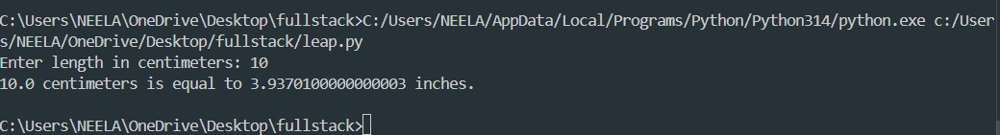 C:\Users\NEELA\OneDrive\Desktop\fullstack>C:/Users/NEELA/AppData/Local/Programs/Python/Python314/python.exe c:/User
s/NEELA/OneDrive/Desktop/fullstack/leap.py
Enter length in centimeters: 10
10.0 centimeters is equal to 3.9370100000000003 inches.
C:\Users\NEELA\OneDrive\Desktop\fullstack>